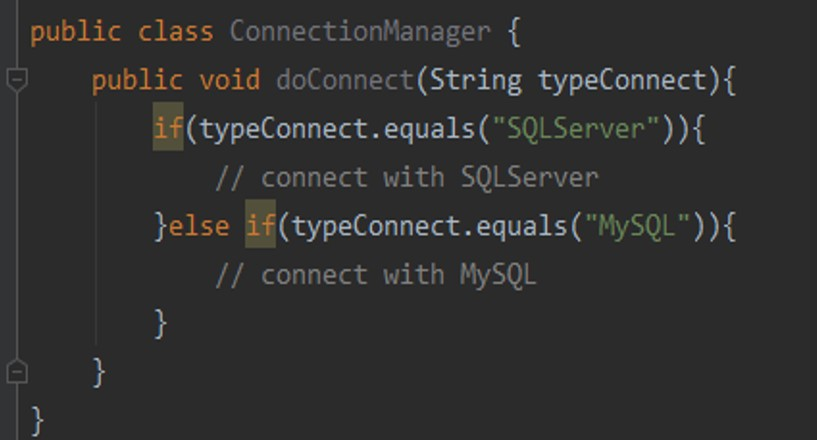 public class ConnectionManager {
    public void doConnect(String typeConnect){
        if(typeConnect.equals("SQLServer")){
            // connect with SQLServer
        }else if(typeConnect.equals("MySQL")){
            // connect with MySQL
        }
    }
}